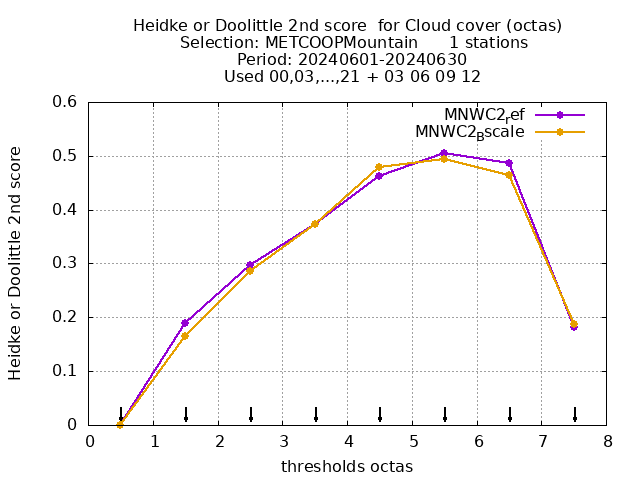 Heidke or Doolittle 2nd score  for Cloud cover (octas)
Selection: METCOOPMountain      1 stations
Period: 20240601-20240630
Used 00,03,...,21 + 03 06 09 12
MNWC2ref
MNWC2Bscale
Heidke or Doolittle 2nd score
0.6
0.5
0.4
0.3
0.2
0.1
0
0 1 2 3 4 5 6 7 8
thresholds octas